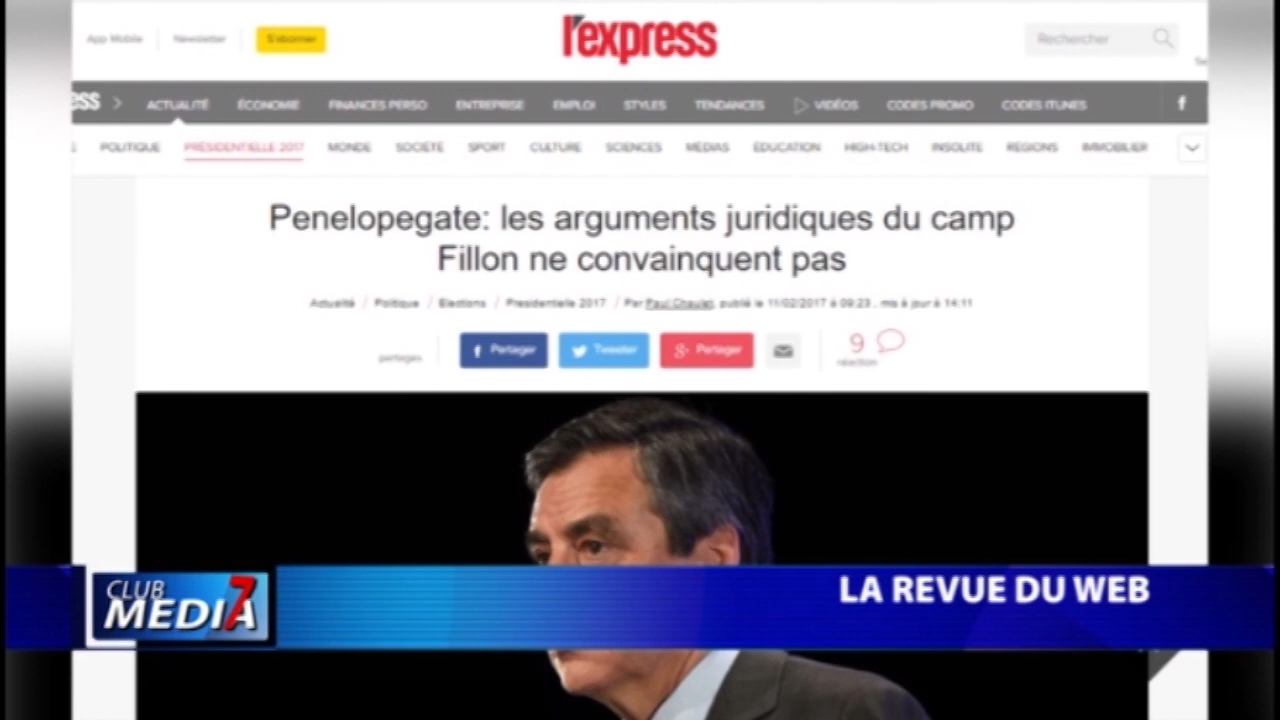 App Mobile Newsletter S'abonner l'express Rechercher
ess > ACTUALITÉ ÉCONOMIE FINANCES PERSO ENTREPRISE EMPLOI STYLES TENDANCES VIDÉOS CODES PROMO CODES ITUNES f
POLITIQUE PRÉSIDENTIELLE 2017 MONDE SOCIÉTÉ SPORT CULTURE SCIENCES MÉDIAS EDUCATION HIGH-TECH INSOLITE RÉGIONS IMMOBILIER
Penelopegate: les arguments juridiques du camp
Fillon ne convainquent pas
Actualité / Politique / Elections / Présidentielle 2017 / Par Paul Chaulet, publié le 11/02/2017 à 09:23 , mis à jour à 14:11
partages f Partager Tweeter g+ Partager 9
réaction
CLUB
MEDIA 7
LA REVUE DU WEB